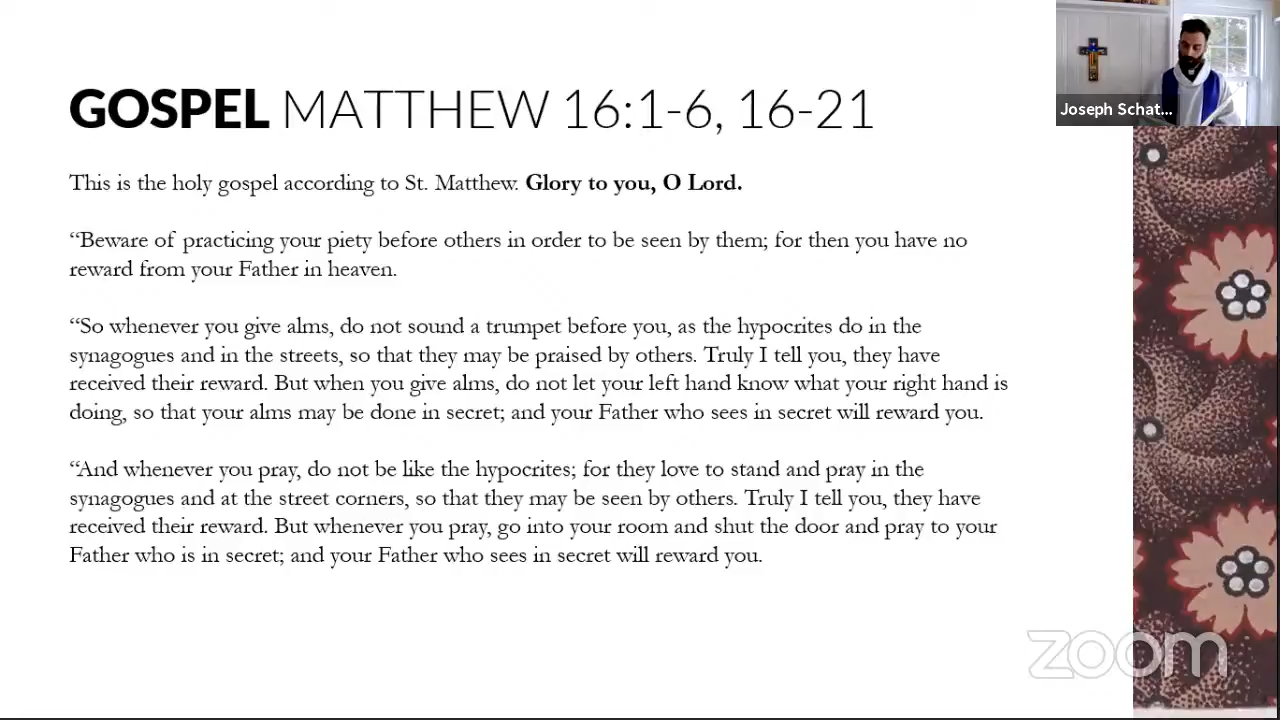 GOSPEL MATTHEW 16:1-6, 16-21
Joseph Schat...
This is the holy gospel according to St. Matthew. Glory to you, O Lord.
“Beware of practicing your piety before others in order to be seen by them; for then you have no
reward from your Father in heaven.
“So whenever you give alms, do not sound a trumpet before you, as the hypocrites do in the
synagogues and in the streets, so that they may be praised by others. Truly I tell you, they have
received their reward. But when you give alms, do not let your left hand know what your right hand is
doing, so that your alms may be done in secret; and your Father who sees in secret will reward you.
“And whenever you pray, do not be like the hypocrites; for they love to stand and pray in the
synagogues and at the street corners, so that they may be seen by others. Truly I tell you, they have
received their reward. But whenever you pray, go into your room and shut the door and pray to your
Father who is in secret; and your Father who sees in secret will reward you.
zoom